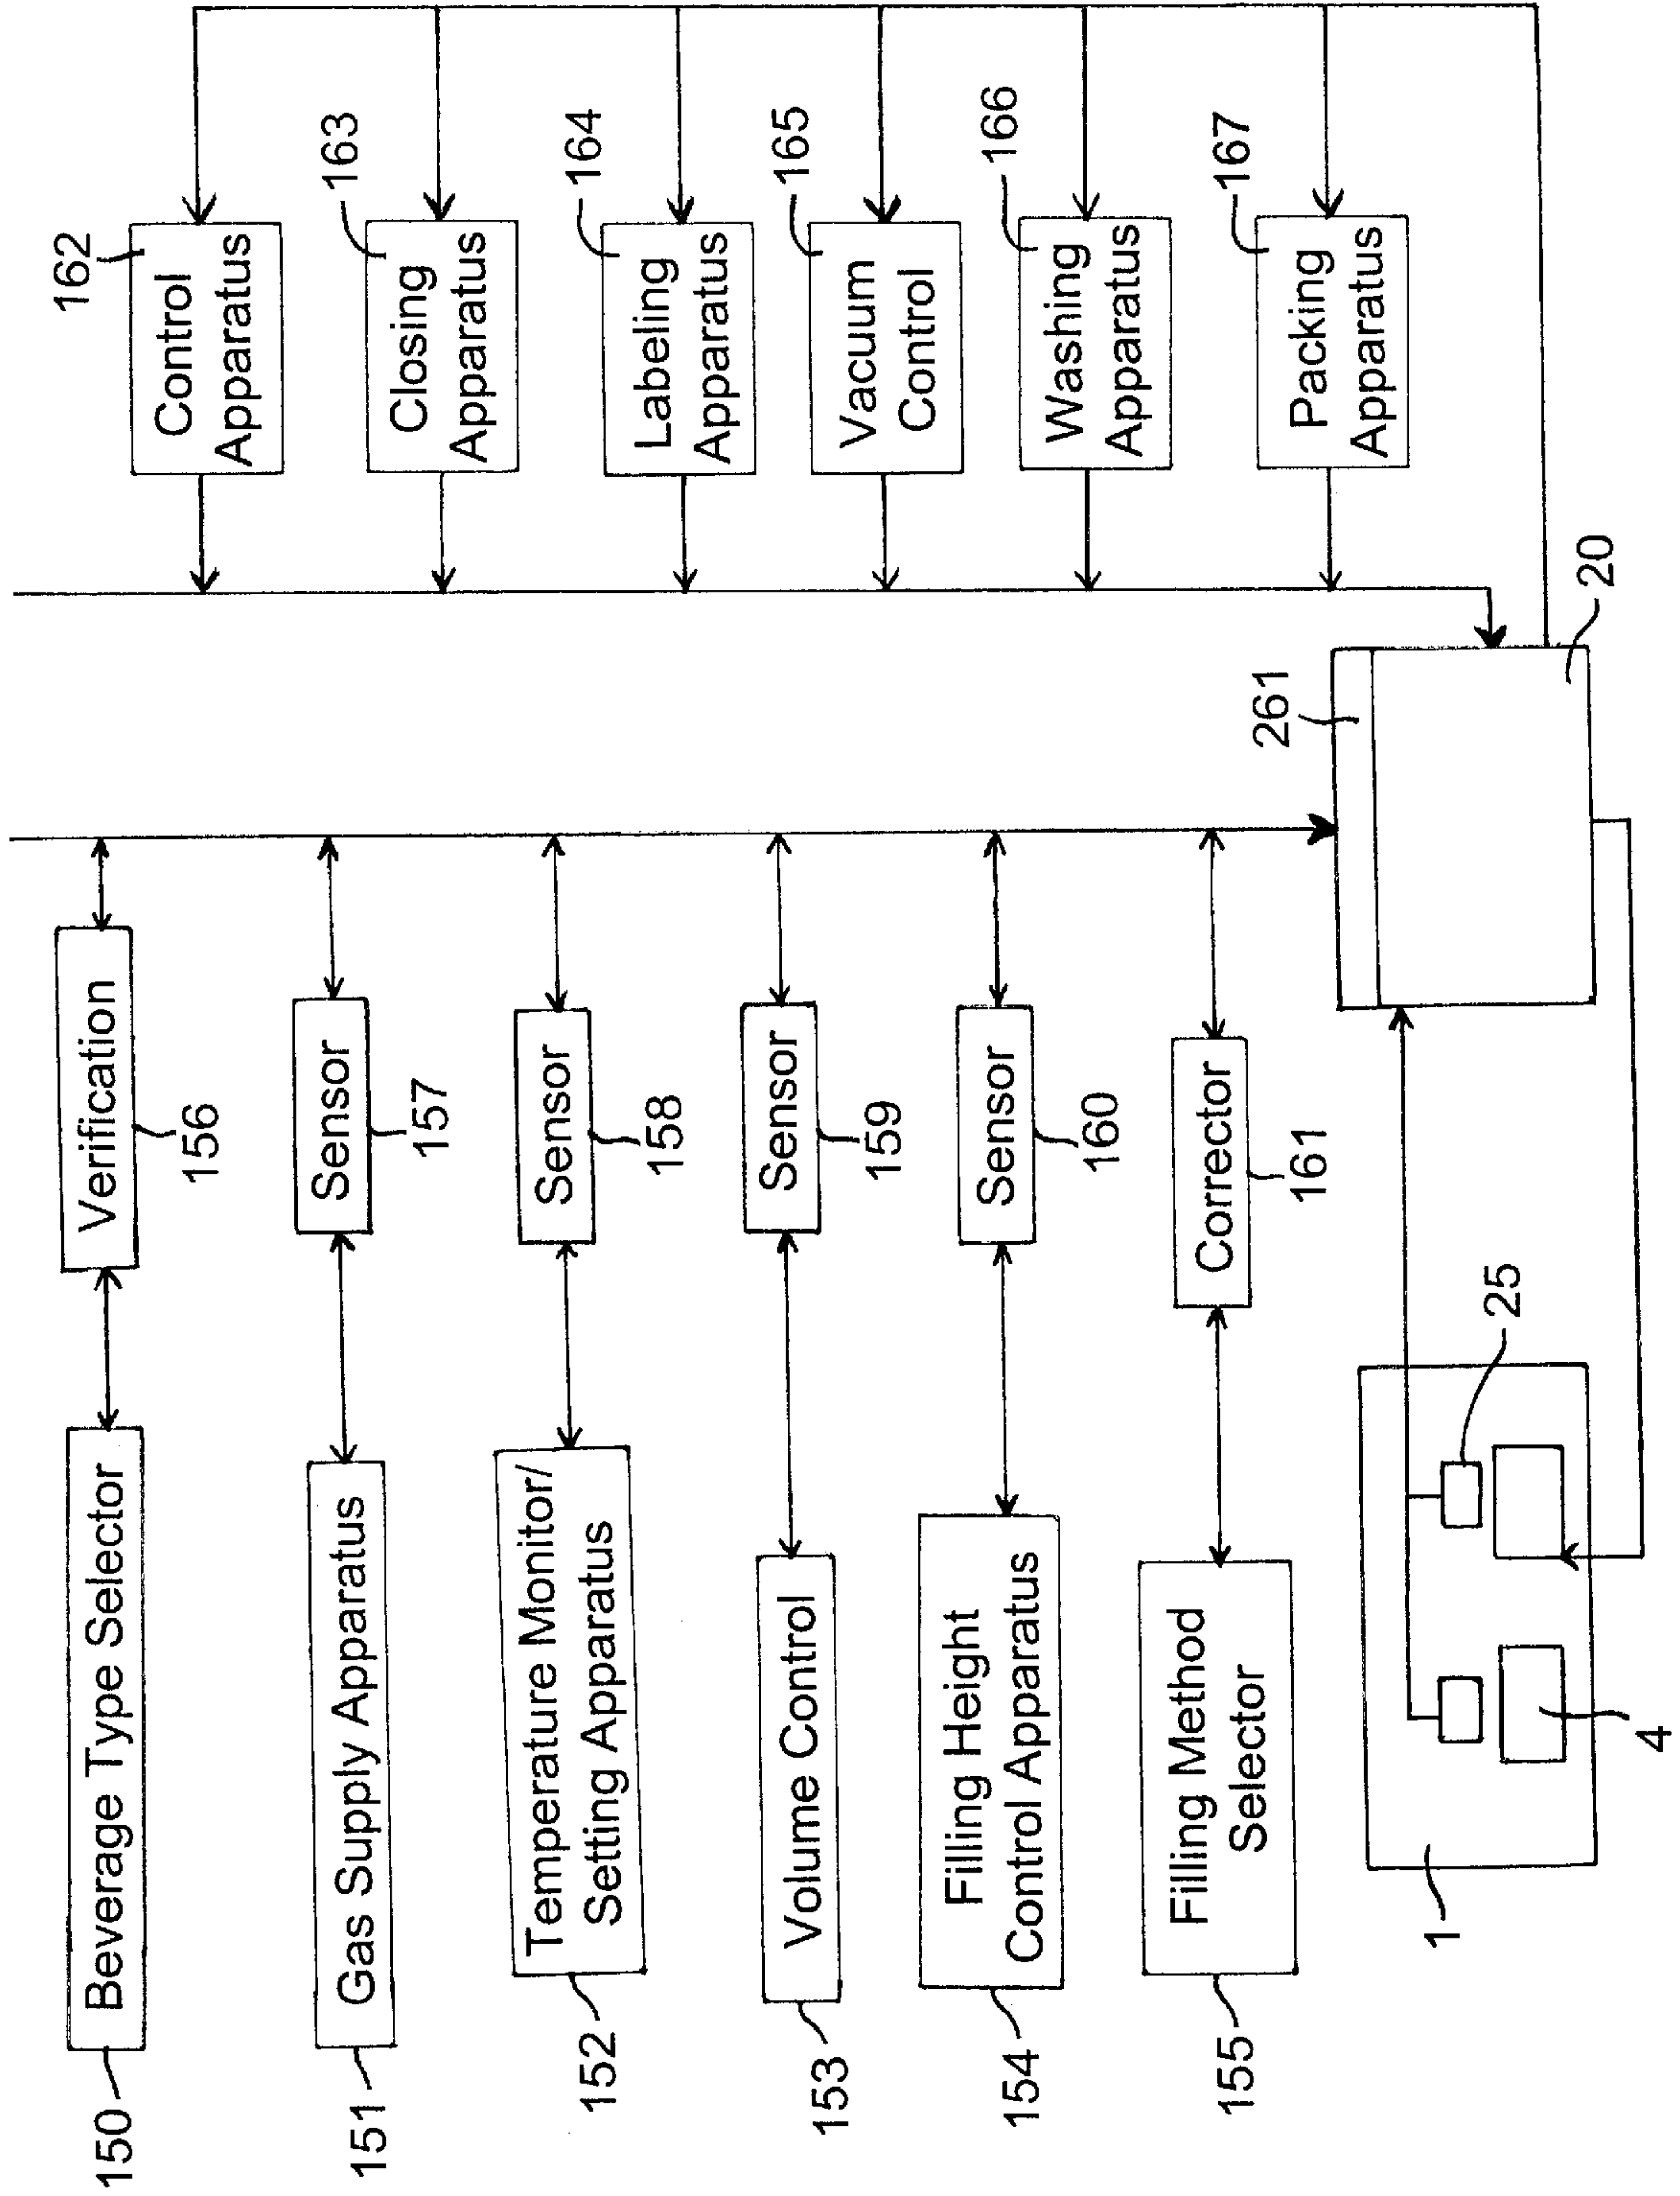 150
Beverage Type Selector
Verification
156
162
Control
Apparatus
151
Gas Supply Apparatus
Sensor
157
163
Closing
Apparatus
152
Temperature Monitor/
Setting Apparatus
Sensor
158
164
Labeling
Apparatus
153
Volume Control
Sensor
159
165
Vacuum
Control
154
Filling Height
Control Apparatus
Sensor
160
166
Washing
Apparatus
155
Filling Method
Selector
Corrector
161
167
Packing
Apparatus
1
4
25
261
20